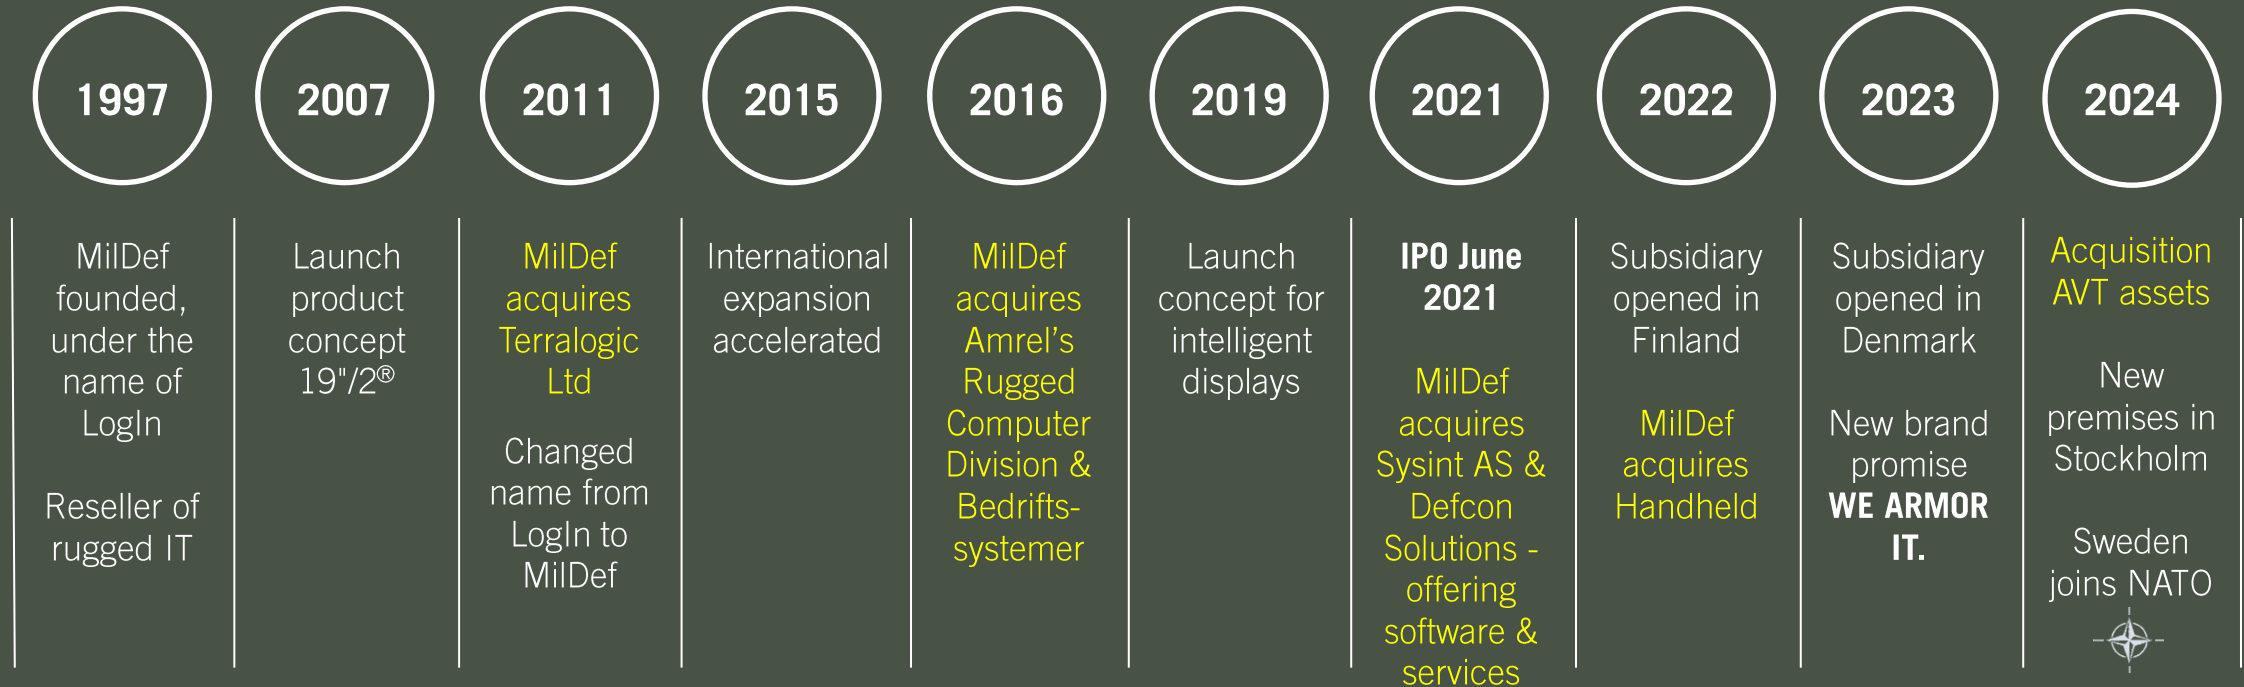 1997
MilDef
founded,
under the
name of
LogIn
Reseller of
rugged IT
2007
Launch
product
concept
19"/2®
2011
MilDef
acquires
Terralogic
Ltd
Changed
name from
LogIn to
MilDef
2015
International
expansion
accelerated
2016
MilDef
acquires
Amrel’s
Rugged
Computer
Division &
Bedrifts-
systemer
2019
Launch
concept for
intelligent
displays
2021
IPO June
2021
MilDef
acquires
Sysint AS &
Defcon
Solutions -
offering
software &
services
2022
Subsidiary
opened in
Finland
MilDef
acquires
Handheld
2023
Subsidiary
opened in
Denmark
New brand
promise
WE ARMOR
IT.
2024
Acquisition
AVT assets
New
premises in
Stockholm
Sweden
joins NATO